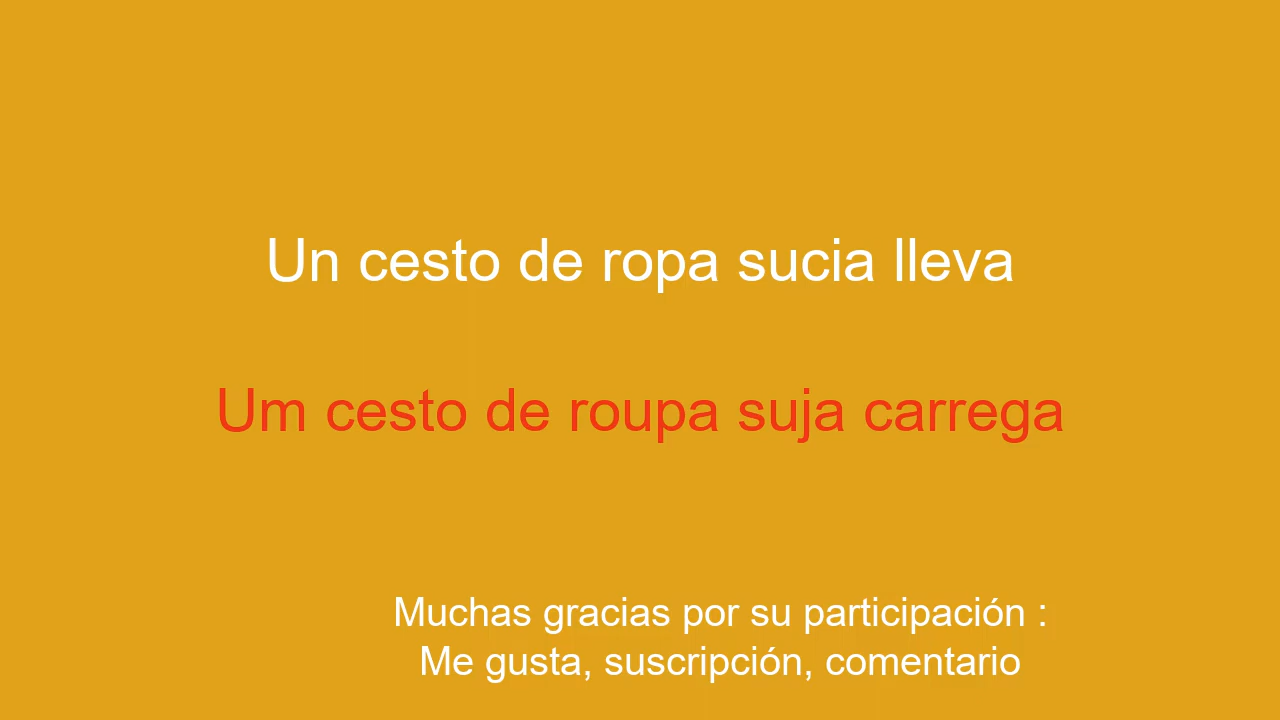 Un cesto de ropa sucia lleva
Um cesto de roupa suja carrega
Muchas gracias por su participación :
Me gusta, suscripción, comentario